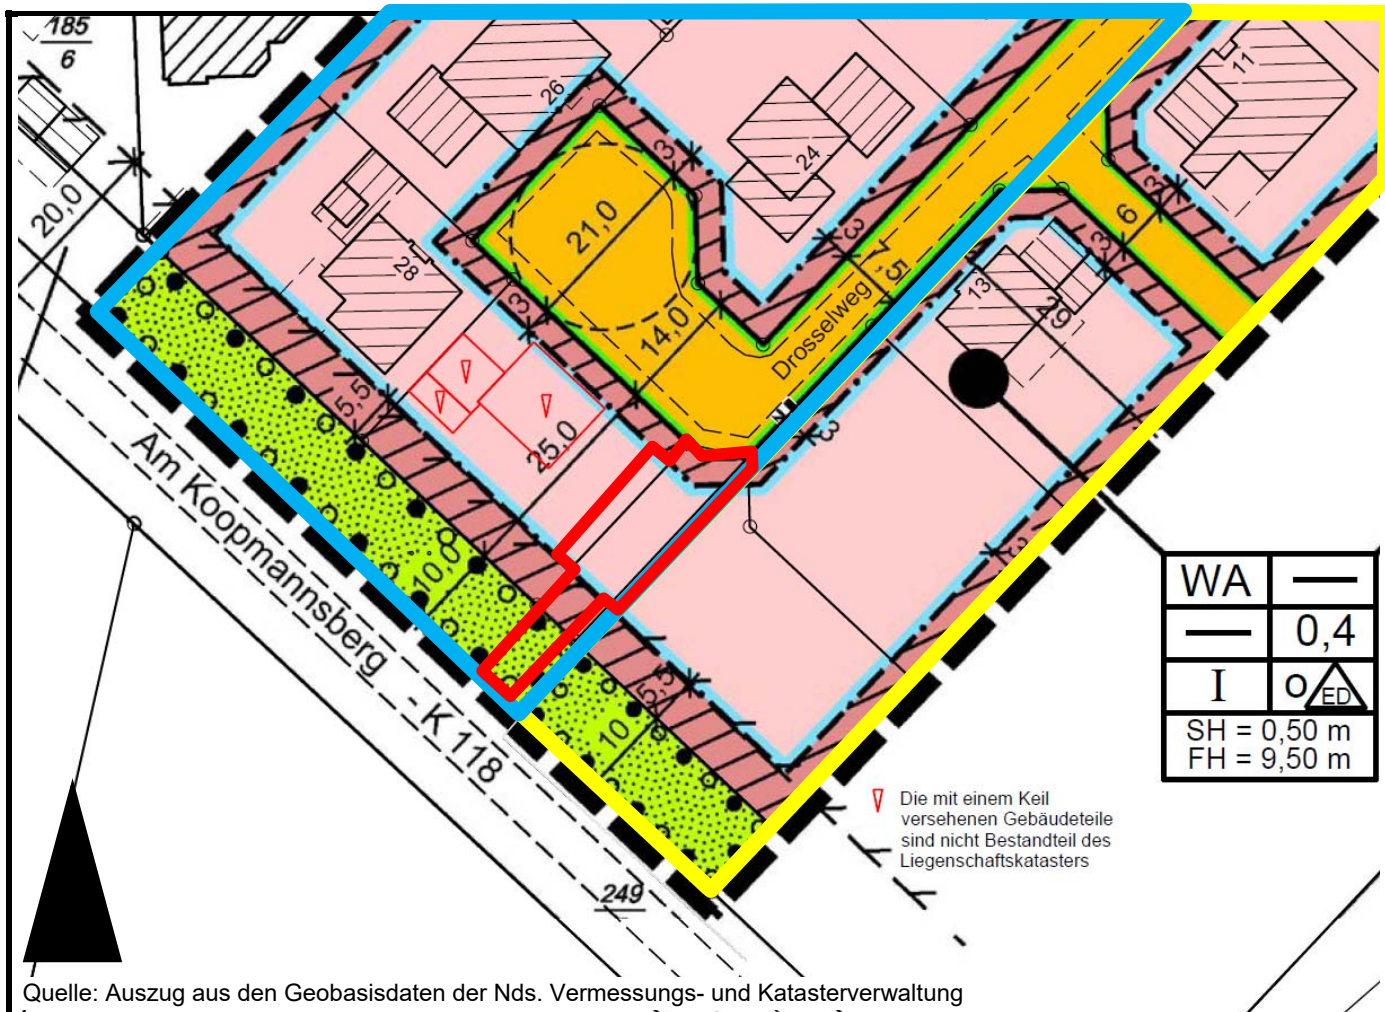 185
6
20,0
26
3
24
11
21,0
3
7,5
6
3
3
28
3
14,0
13
29
Drosselweg
5,5
25,0
3
3
Am Koopmannsberg - K 118
10,0
5,5
10
249
WA —
— 0,4
I o ED
SH = 0,50 m
FH = 9,50 m
Die mit einem Keil
versehenen Gebäudeteile
sind nicht Bestandteil des
Liegenschaftskatasters
Quelle: Auszug aus den Geobasisdaten der Nds. Vermessungs- und Katasterverwaltung